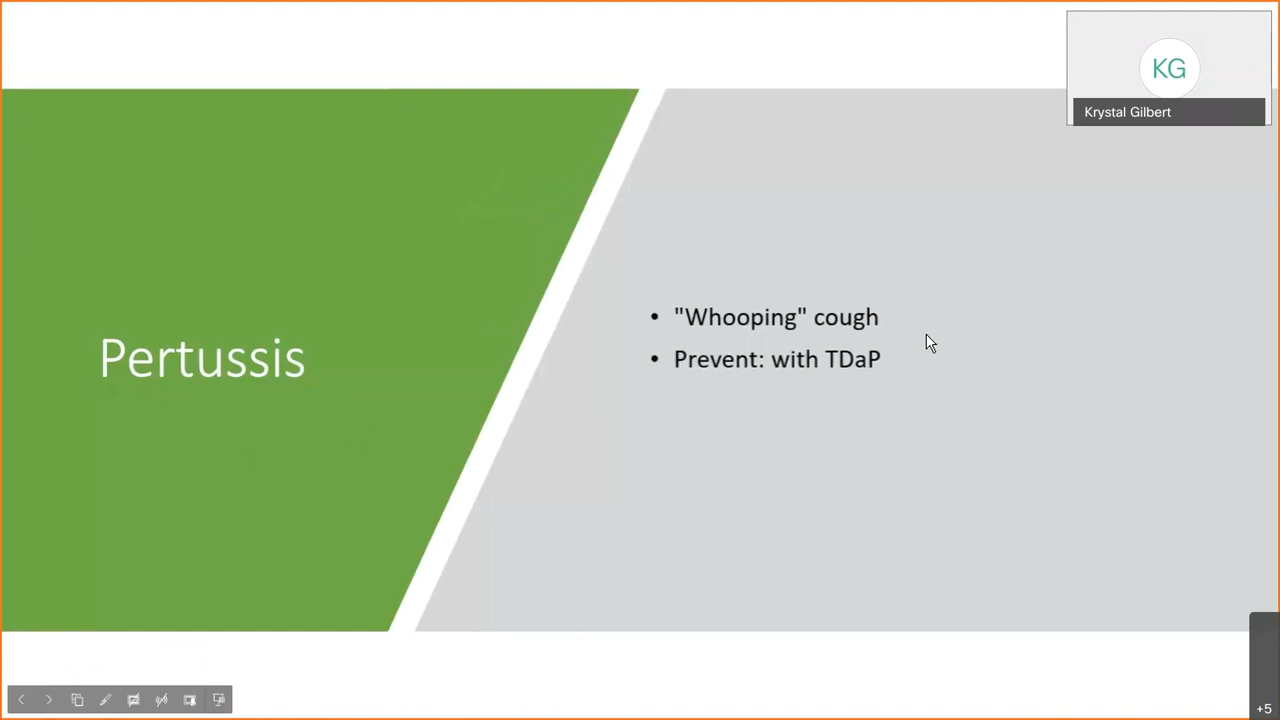 KG
Krystal Gilbert
Pertussis
• "Whooping" cough
• Prevent: with TDaP
+5